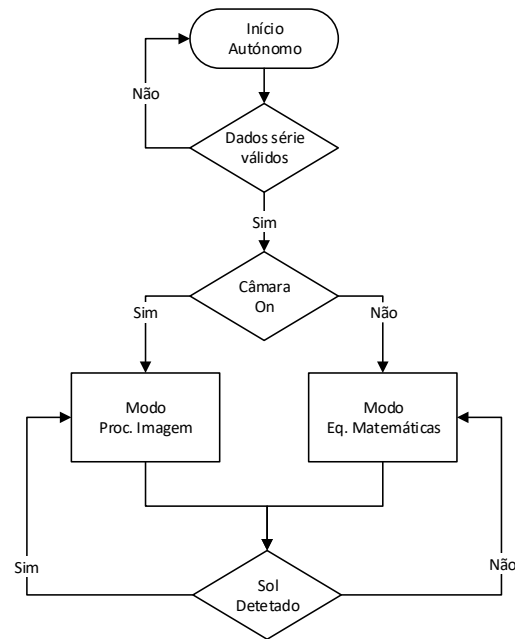 Início
Autónomo
Não
Dados série
válidos
Sim
Câmara
On
Sim
Não
Modo
Proc. Imagem
Modo
Eq. Matemáticas
Sim
Não
Sol
Detetado